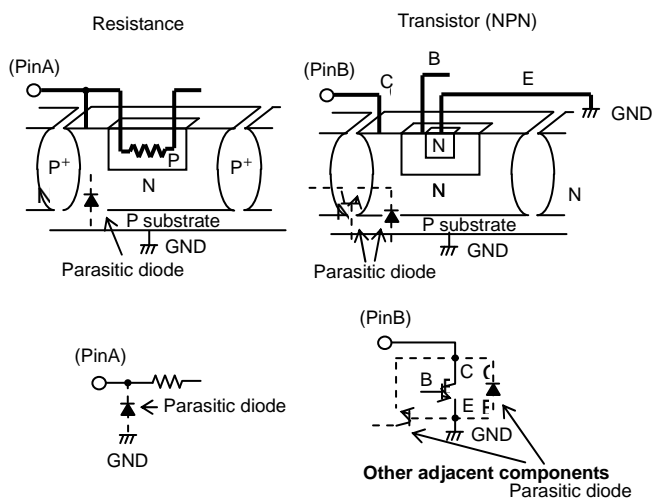 Resistance
Transistor (NPN)
(PinA)
(PinB)
C
B
E
GND
P+
P
P+
N
N
N
N
P substrate
GND
Parasitic diode
P substrate
GND
Parasitic diode
(PinA)
Parasitic diode
GND
(PinB)
C
B
E
GND
Other adjacent components
Parasitic diode